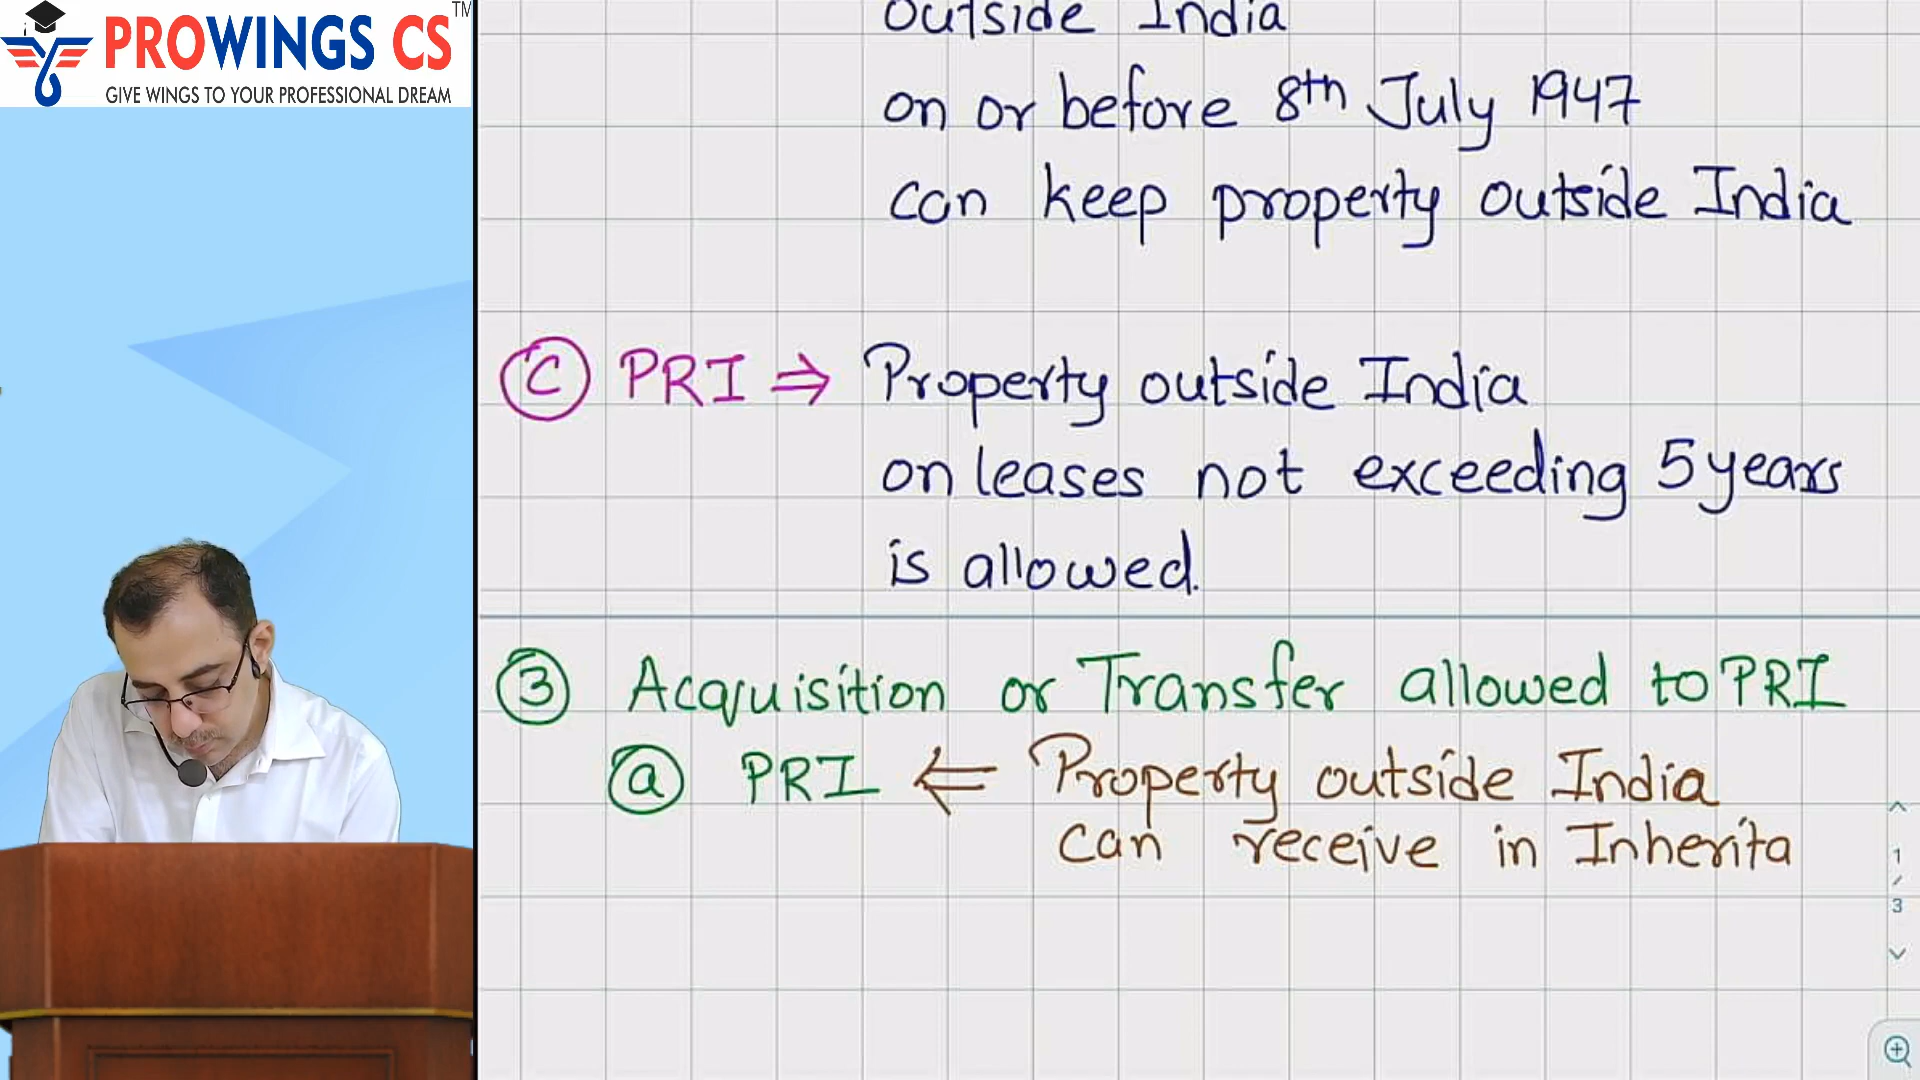 PROWINGS CS TM
GIVE WINGS TO YOUR PROFESSIONAL DREAM
Outside India
on or before 8th July 1947
can keep property outside India
C PRI ⇒ Property outside India
on leases not exceeding 5 years
is allowed.
3 Acquisition or Transfer allowed to PRI
a PRI ⇐ Property outside India
can receive in Inherita
1
/
3